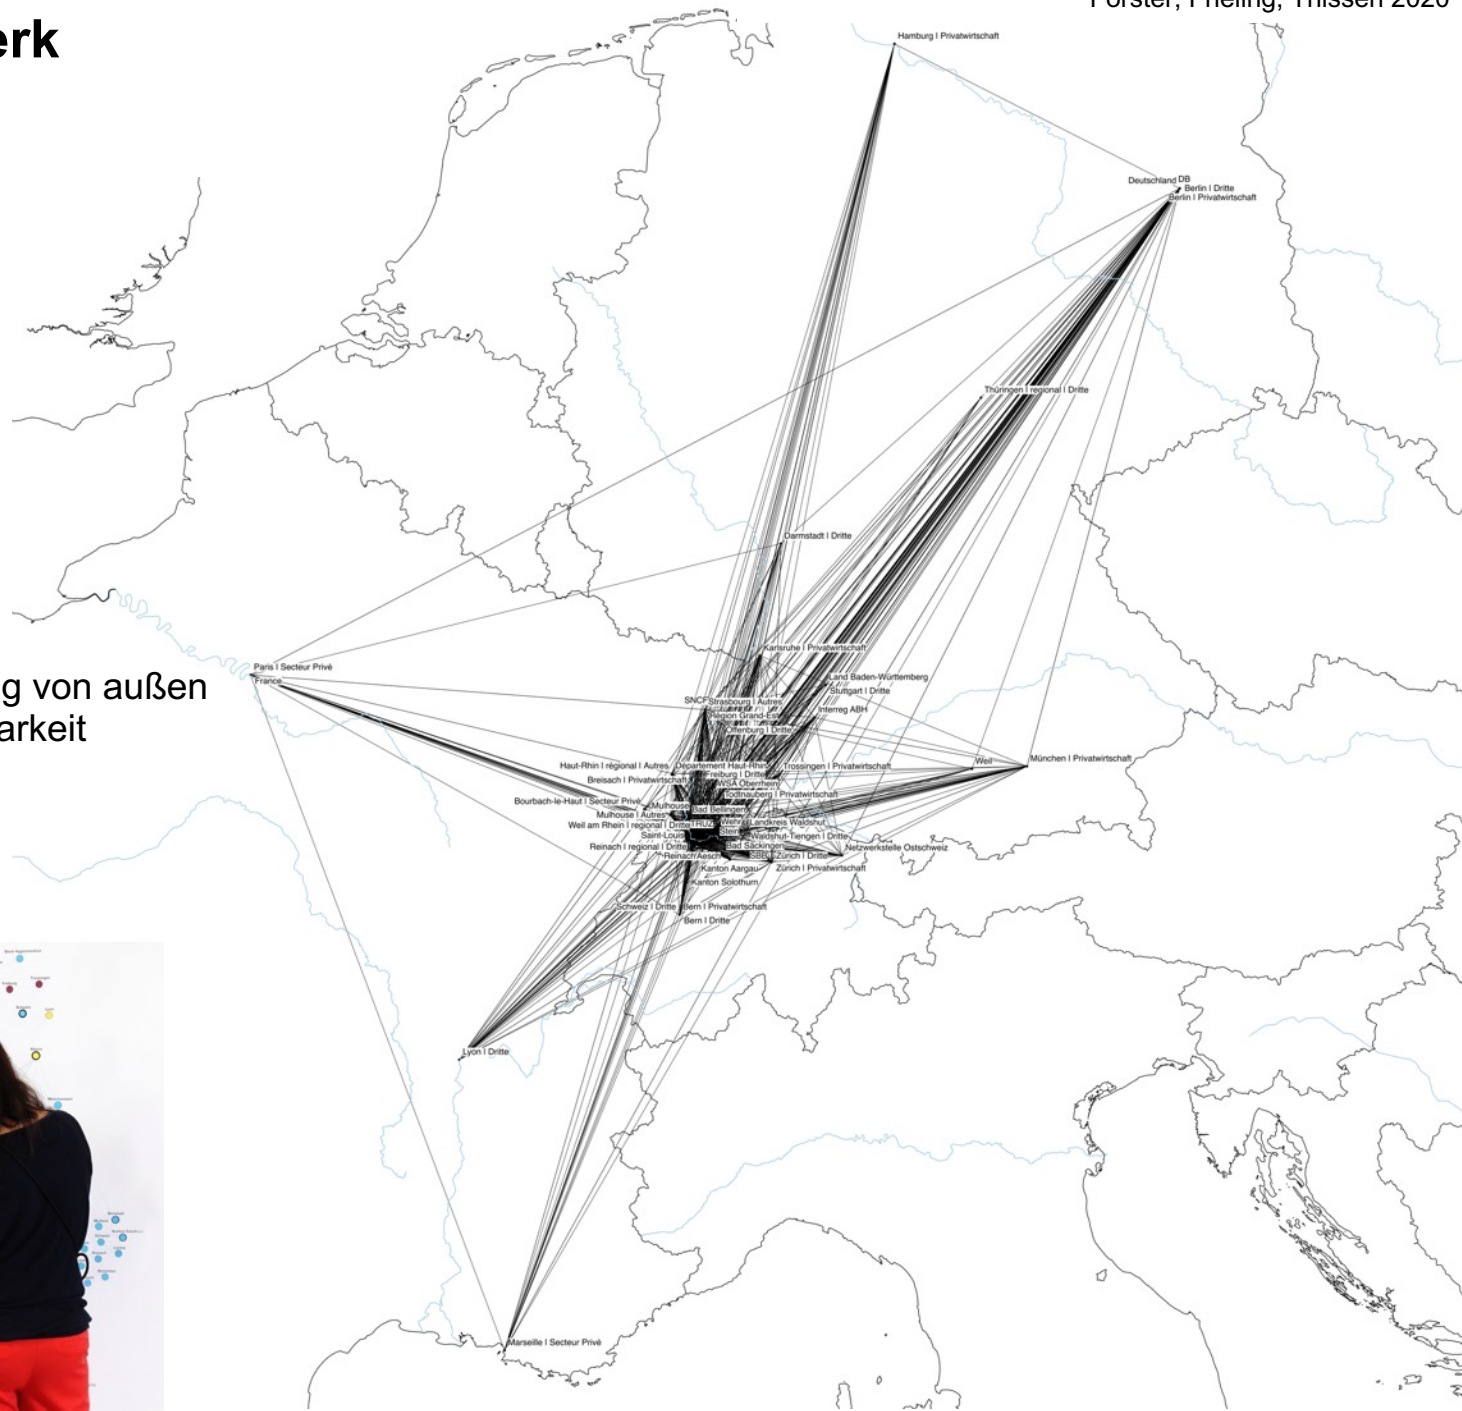 Förster, Prieling, Thissen 2020
erk
Hamburg | Privatwirtschaft
Deutschland DB
Berlin | Dritte
Berlin | Privatwirtschaft
Thüringen | regional | Dritte
Darmstadt | Dritte
Karlsruhe | Privatwirtschaft
Paris | Secteur Privé
France
g von außen
arkeit
Land Baden-Württemberg
Stuttgart | Dritte
SNCF Strasbourg | Autres
Interreg ABH
Région Grand-Est
Offenburg | Dritte
Weil
München | Privatwirtschaft
Haut-Rhin | régional | Autres
Département Haut-Rhin
Trossingen | Privatwirtschaft
Freiburg | Dritte
Breisach | Privatwirtschaft
WSA Oberrhein
Todtnauberg | Privatwirtschaft
Bourbach-le-Haut | Secteur Privé
Mulhouse
Bad Bellingen
Mulhouse | Autres
Weil am Rhein | regional | Dritte
TRUZ
Wehr
Landkreis Waldshut
Stein
Saint-Louis
Waldshut-Tiengen | Dritte
Reinach | regional | Dritte
Bad Säckingen
Netzwerkstelle Ostschweiz
Reinach
Aesch
SBB
Zürich | Dritte
Kanton Aargau
Zürich | Privatwirtschaft
Kanton Solothurn
Schweiz | Dritte
Bern | Privatwirtschaft
Bern | Dritte
Lyon | Dritte
Marseille | Secteur Privé